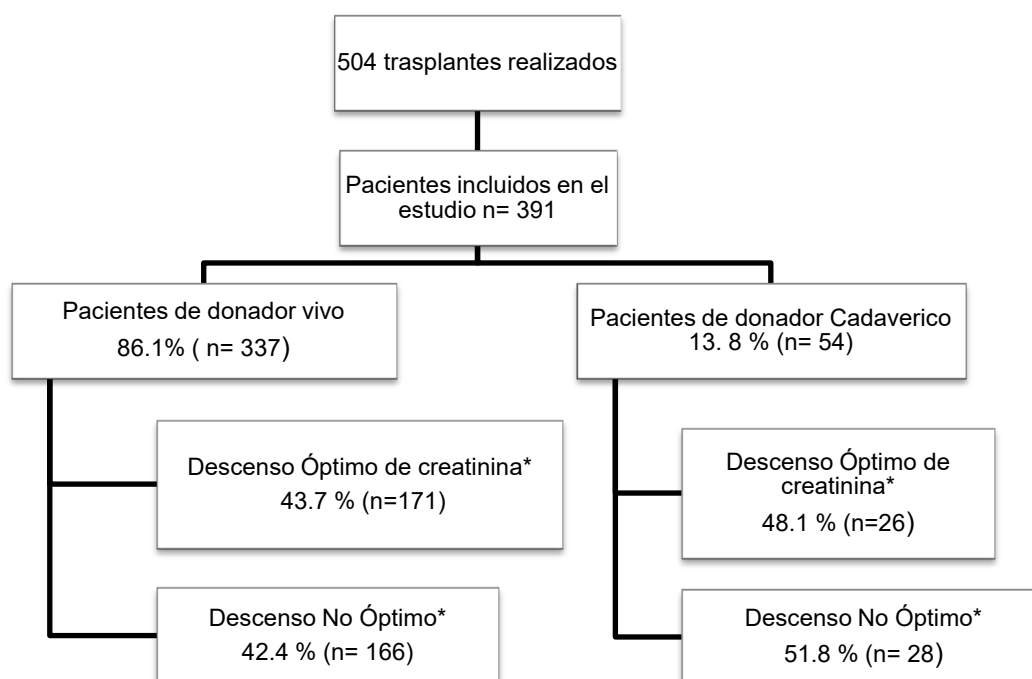 504 trasplantes realizados
Pacientes incluidos en el
estudio n= 391
Pacientes de donador vivo
86.1% ( n= 337)
Pacientes de donador Cadaverico
13. 8 % (n= 54)
Descenso Óptimo de creatinina*
43.7 % (n=171)
Descenso Óptimo de
creatinina*
48.1 % (n=26)
Descenso No Óptimo*
42.4 % (n= 166)
Descenso No Óptimo*
51.8 % (n= 28)